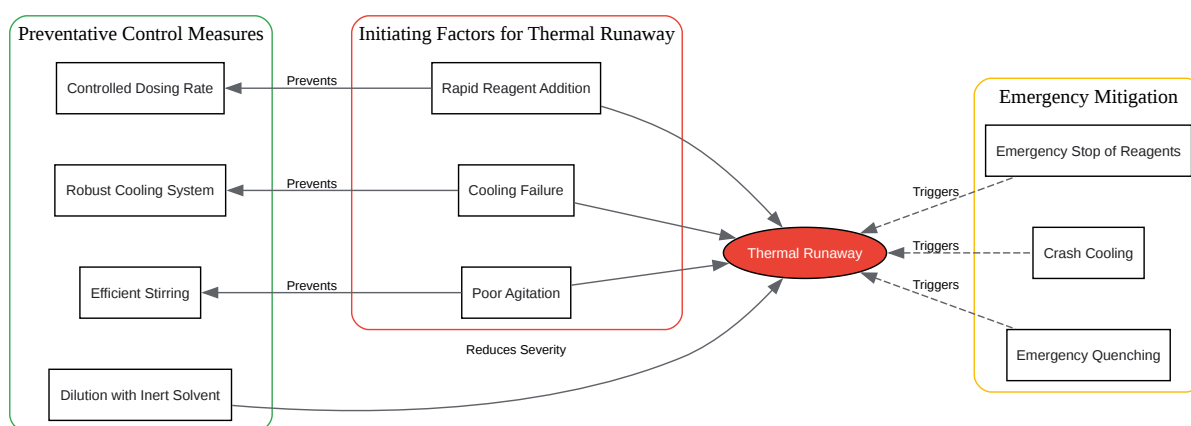 Preventative Control Measures
Controlled Dosing Rate
Robust Cooling System
Efficient Stirring
Dilution with Inert Solvent
Prevents
Prevents
Prevents
Initiating Factors for Thermal Runaway
Rapid Reagent Addition
Cooling Failure
Poor Agitation
Reduces Severity
Thermal Runaway
Triggers
Triggers
Triggers
Emergency Mitigation
Emergency Stop of Reagents
Crash Cooling
Emergency Quenching